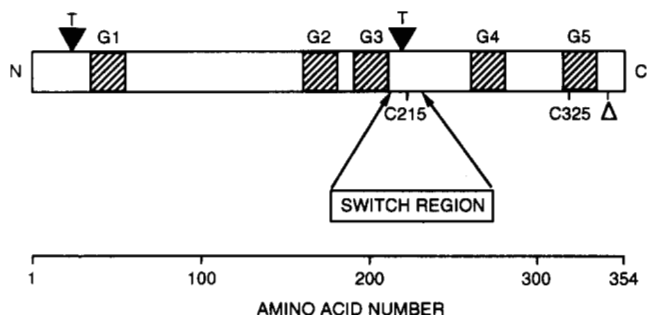 T T
G1 G2 G3 G4 G5
N C
C215 C325 Δ
SWITCH REGION
1 100 200 300 354
AMINO ACID NUMBER